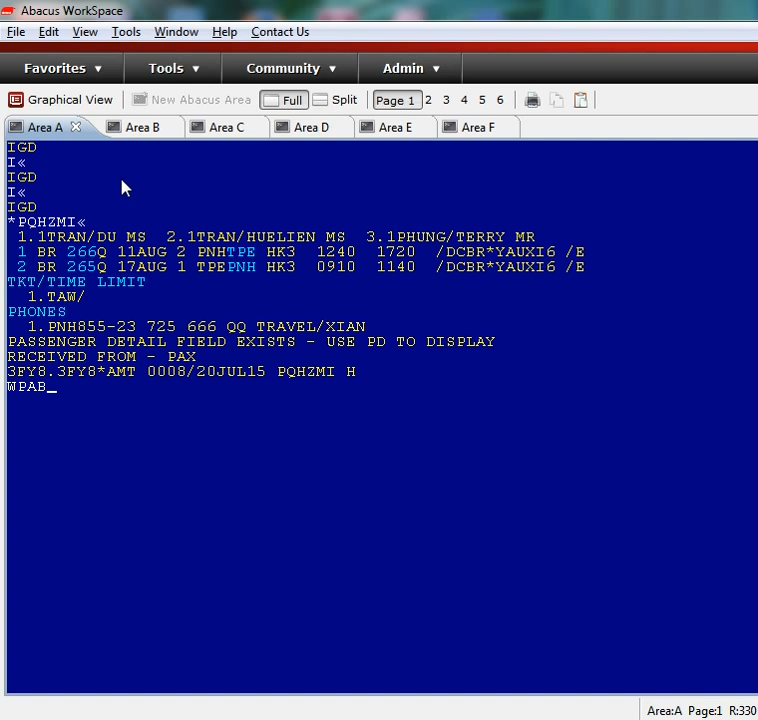 Abacus WorkSpace
File Edit View Tools Window Help Contact Us
Favorites Tools Community Admin
Graphical View New Abacus Area Full Split Page 1 2 3 4 5 6
Area A Area B Area C Area D Area E Area F
IGD
I«
IGD
I«
IGD
*PQHZMI«
1.1TRAN/DU MS 2.1TRAN/HUELIEN MS 3.1PHUNG/TERRY MR
1 BR 266Q 11AUG 2 PNHTPE HK3 1240 1720 /DCBR*YAUXI6 /E
2 BR 265Q 17AUG 1 TPEPNH HK3 0910 1140 /DCBR*YAUXI6 /E
TKT/TIME LIMIT
1.TAW/
PHONES
1.PNH855-23 725 666 QQ TRAVEL/XIAN
PASSENGER DETAIL FIELD EXISTS - USE PD TO DISPLAY
RECEIVED FROM - PAX
3FY8.3FY8*AMT 0008/20JUL15 PQHZMI H
WPAB_
Area:A Page:1 R:330